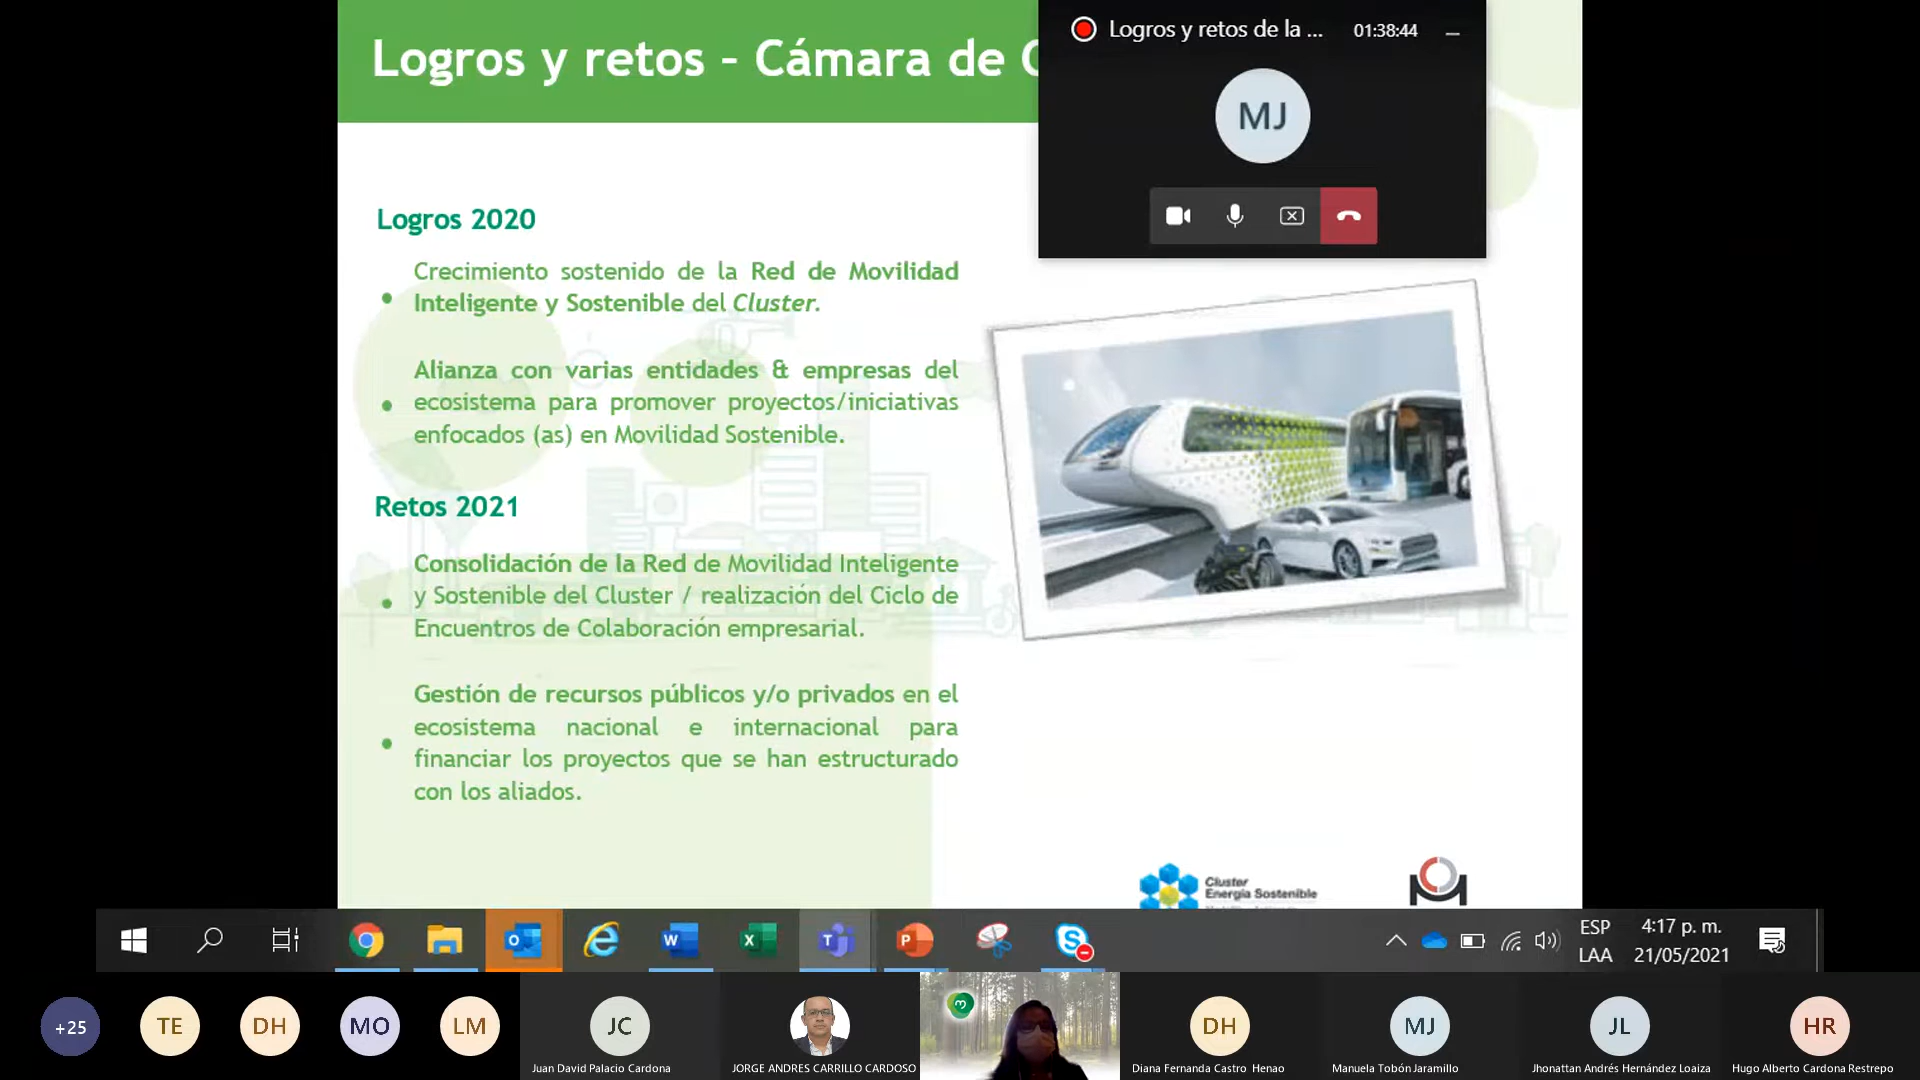 Logros y retos – Cámara de C
Logros y retos de la ...
01:38:44
MJ
Logros 2020
Crecimiento sostenido de la Red de Movilidad
Inteligente y Sostenible del Cluster.
Alianza con varias entidades & empresas del
ecosistema para promover proyectos/iniciativas
enfocados (as) en Movilidad Sostenible.
Retos 2021
Consolidación de la Red de Movilidad Inteligente
y Sostenible del Cluster / realización del Ciclo de
Encuentros de Colaboración empresarial.
Gestión de recursos públicos y/o privados en el
ecosistema nacional e internacional para
financiar los proyectos que se han estructurado
con los aliados.
Cluster
Energía Sostenible
ESP
LAA
4:17 p. m.
21/05/2021
+25
TE
DH
MO
LM
JC
Juan David Palacio Cardona
JORGE ANDRES CARRILLO CARDOSO
DH
Diana Fernanda Castro Henao
MJ
Manuela Tobón Jaramillo
JL
Jhonattan Andrés Hernández Loaiza
HR
Hugo Alberto Cardona Restrepo